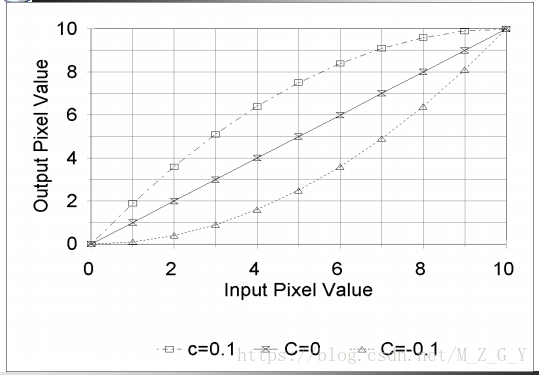 10
8
6
4
2
0
Output Pixel Value
0 2 4 6 8 10
Input Pixel Value
c=0.1 C=0 C=-0.1
https://blog.csdn.net/M_Z_G_Y